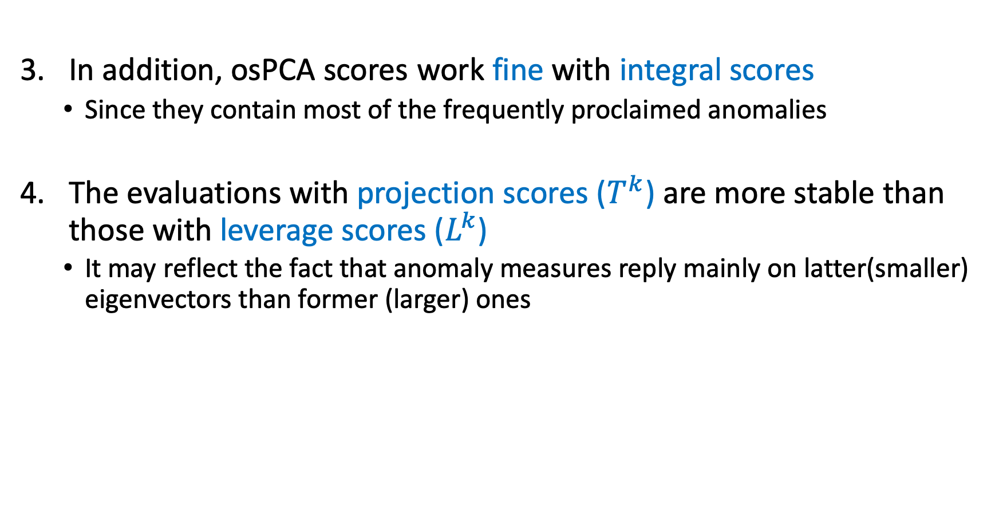 3. In addition, osPCA scores work fine with integral scores
• Since they contain most of the frequently proclaimed anomalies
4. The evaluations with projection scores (T^k) are more stable than
those with leverage scores (L^k)
• It may reflect the fact that anomaly measures reply mainly on latter(smaller)
eigenvectors than former (larger) ones